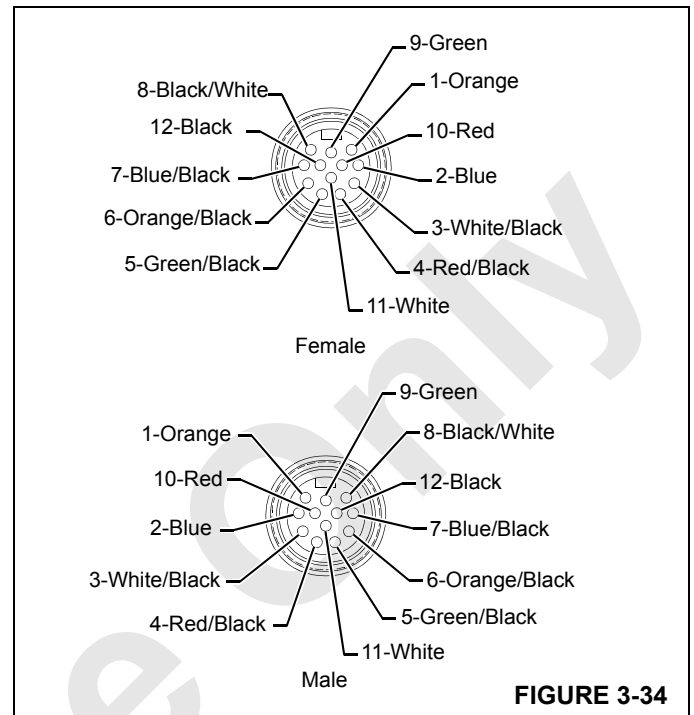 9-Green
8-Black/White
1-Orange
12-Black
10-Red
7-Blue/Black
2-Blue
6-Orange/Black
3-White/Black
5-Green/Black
4-Red/Black
11-White
Female
9-Green
1-Orange
8-Black/White
10-Red
12-Black
2-Blue
7-Blue/Black
3-White/Black
6-Orange/Black
4-Red/Black
5-Green/Black
11-White
Male
FIGURE 3-34
e Only